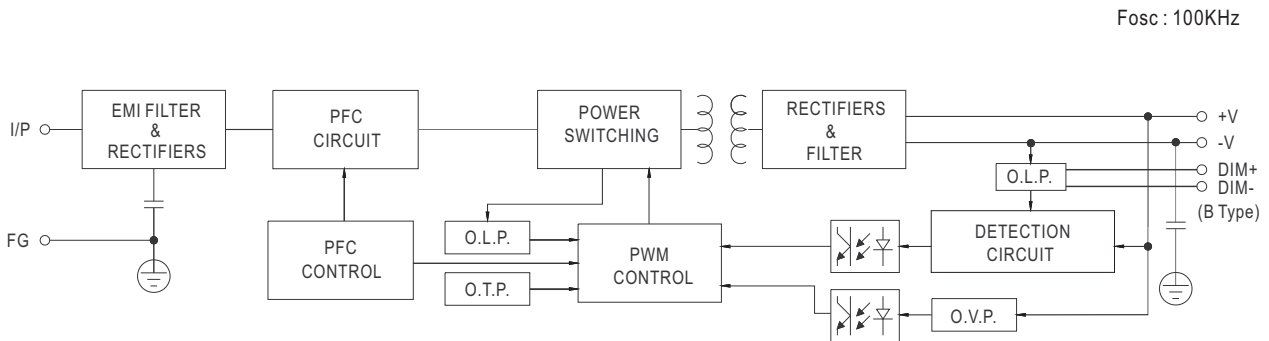 Fosc : 100KHz
I/P
EMI FILTER
&
RECTIFIERS
PFC
CIRCUIT
POWER
SWITCHING
RECTIFIERS
&
FILTER
+V
-V
DIM+
DIM-
(B Type)
O.L.P.
FG
PFC
CONTROL
O.L.P.
O.T.P.
PWM
CONTROL
DETECTION
CIRCUIT
O.V.P.